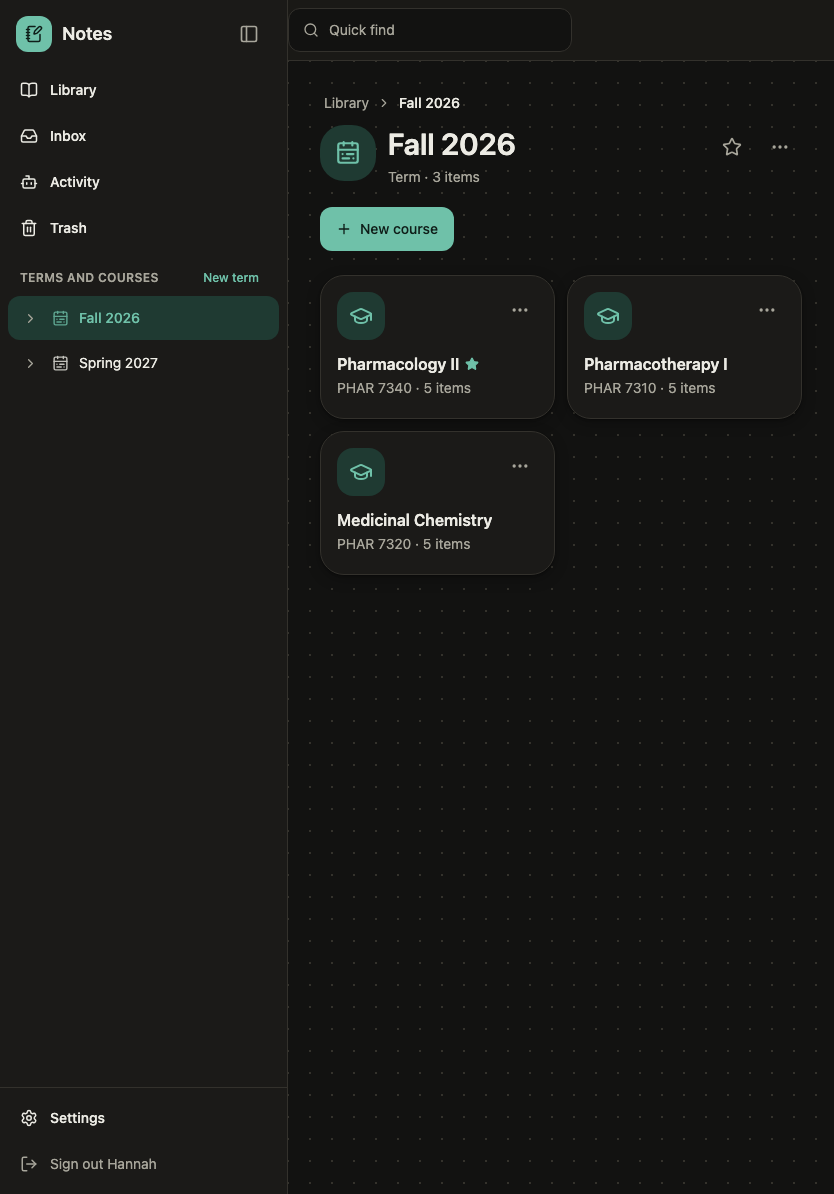 Notes
Library
Inbox
Activity
Trash
TERMS AND COURSES
New term
Fall 2026
Spring 2027
Settings
Sign out Hannah
Quick find
Library > Fall 2026
Fall 2026
Term · 3 items
+ New course
Pharmacology II
PHAR 7340 · 5 items
Pharmacotherapy I
PHAR 7310 · 5 items
Medicinal Chemistry
PHAR 7320 · 5 items